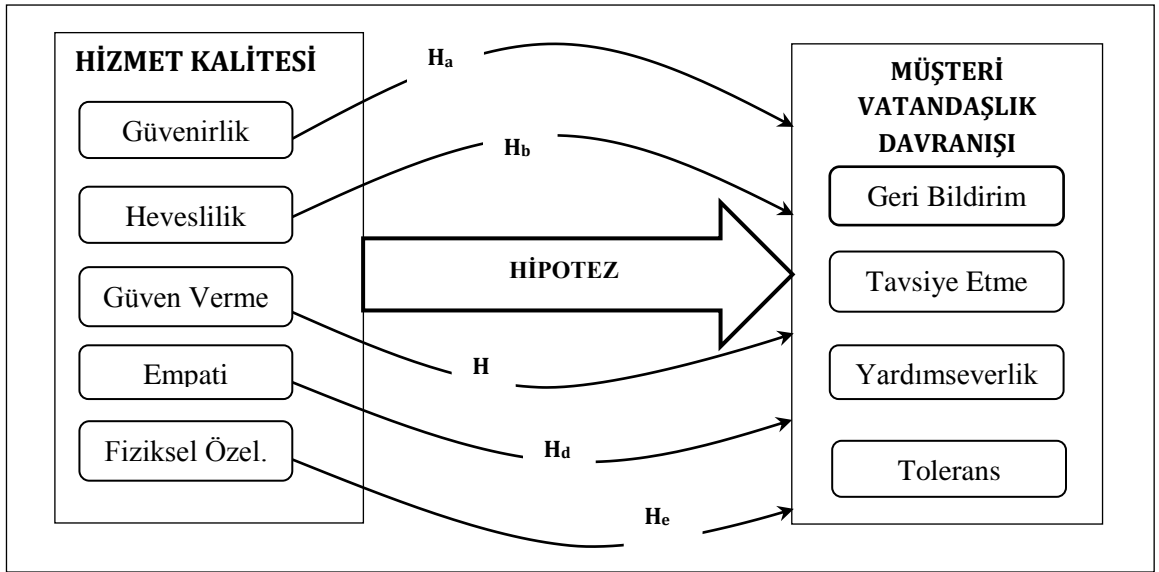 HİZMET KALİTESİ
Güvenirlik
Heveslilik
Güven Verme
Empati
Fiziksel Özel.
Ha
Hb
HİPOTEZ
H
Hd
He
MÜŞTERİ
VATANDAŞLIK
DAVRANIŞI
Geri Bildirim
Tavsiye Etme
Yardımseverlik
Tolerans